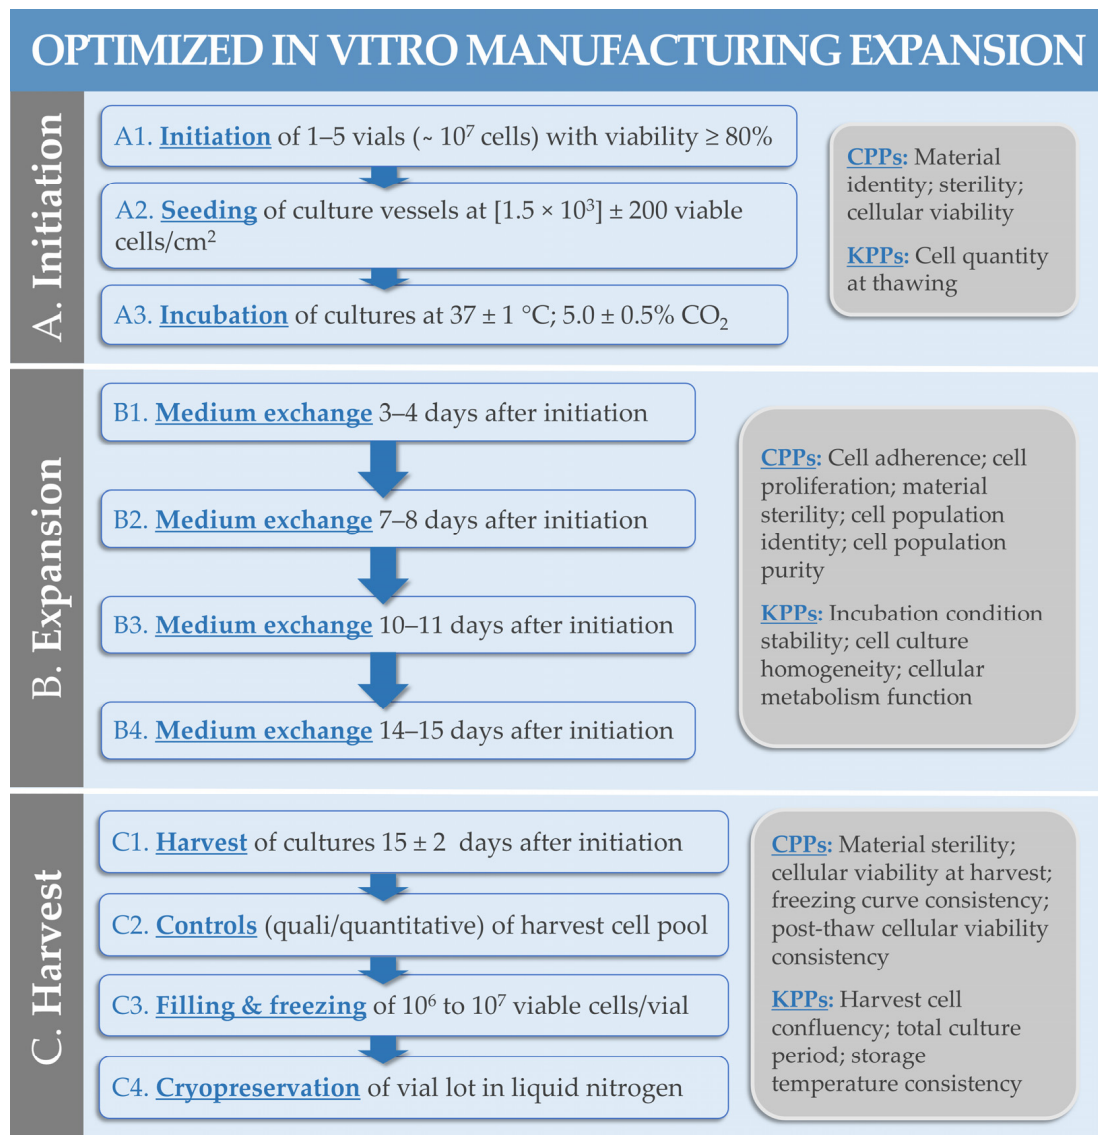 OPTIMIZED IN VITRO MANUFACTURING EXPANSION
A. Initiation
A1. Initiation of 1–5 vials (~ 10⁷ cells) with viability ≥ 80%
A2. Seeding of culture vessels at [1.5 × 10³] ± 200 viable
cells/cm²
A3. Incubation of cultures at 37 ± 1 °C; 5.0 ± 0.5% CO₂
CPPs: Material
identity; sterility;
cellular viability
KPPs: Cell quantity
at thawing
B. Expansion
B1. Medium exchange 3–4 days after initiation
B2. Medium exchange 7–8 days after initiation
B3. Medium exchange 10–11 days after initiation
B4. Medium exchange 14–15 days after initiation
CPPs: Cell adherence; cell
proliferation; material
sterility; cell population
identity; cell population
purity
KPPs: Incubation condition
stability; cell culture
homogeneity; cellular
metabolism function
C. Harvest
C1. Harvest of cultures 15 ± 2 days after initiation
C2. Controls (quali/quantitative) of harvest cell pool
C3. Filling & freezing of 10⁶ to 10⁷ viable cells/vial
C4. Cryopreservation of vial lot in liquid nitrogen
CPPs: Material sterility;
cellular viability at harvest;
freezing curve consistency;
post-thaw cellular viability
consistency
KPPs: Harvest cell
confluency; total culture
period; storage
temperature consistency